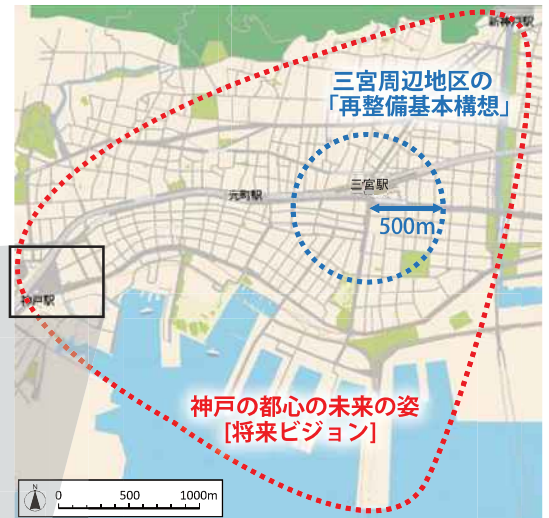 新神戸駅
三宮周辺地区の
「再整備基本構想」
三宮駅
元町駅
500m
神戸駅
神戸の都心の未来の姿
[将来ビジョン]
N
0 500 1000m